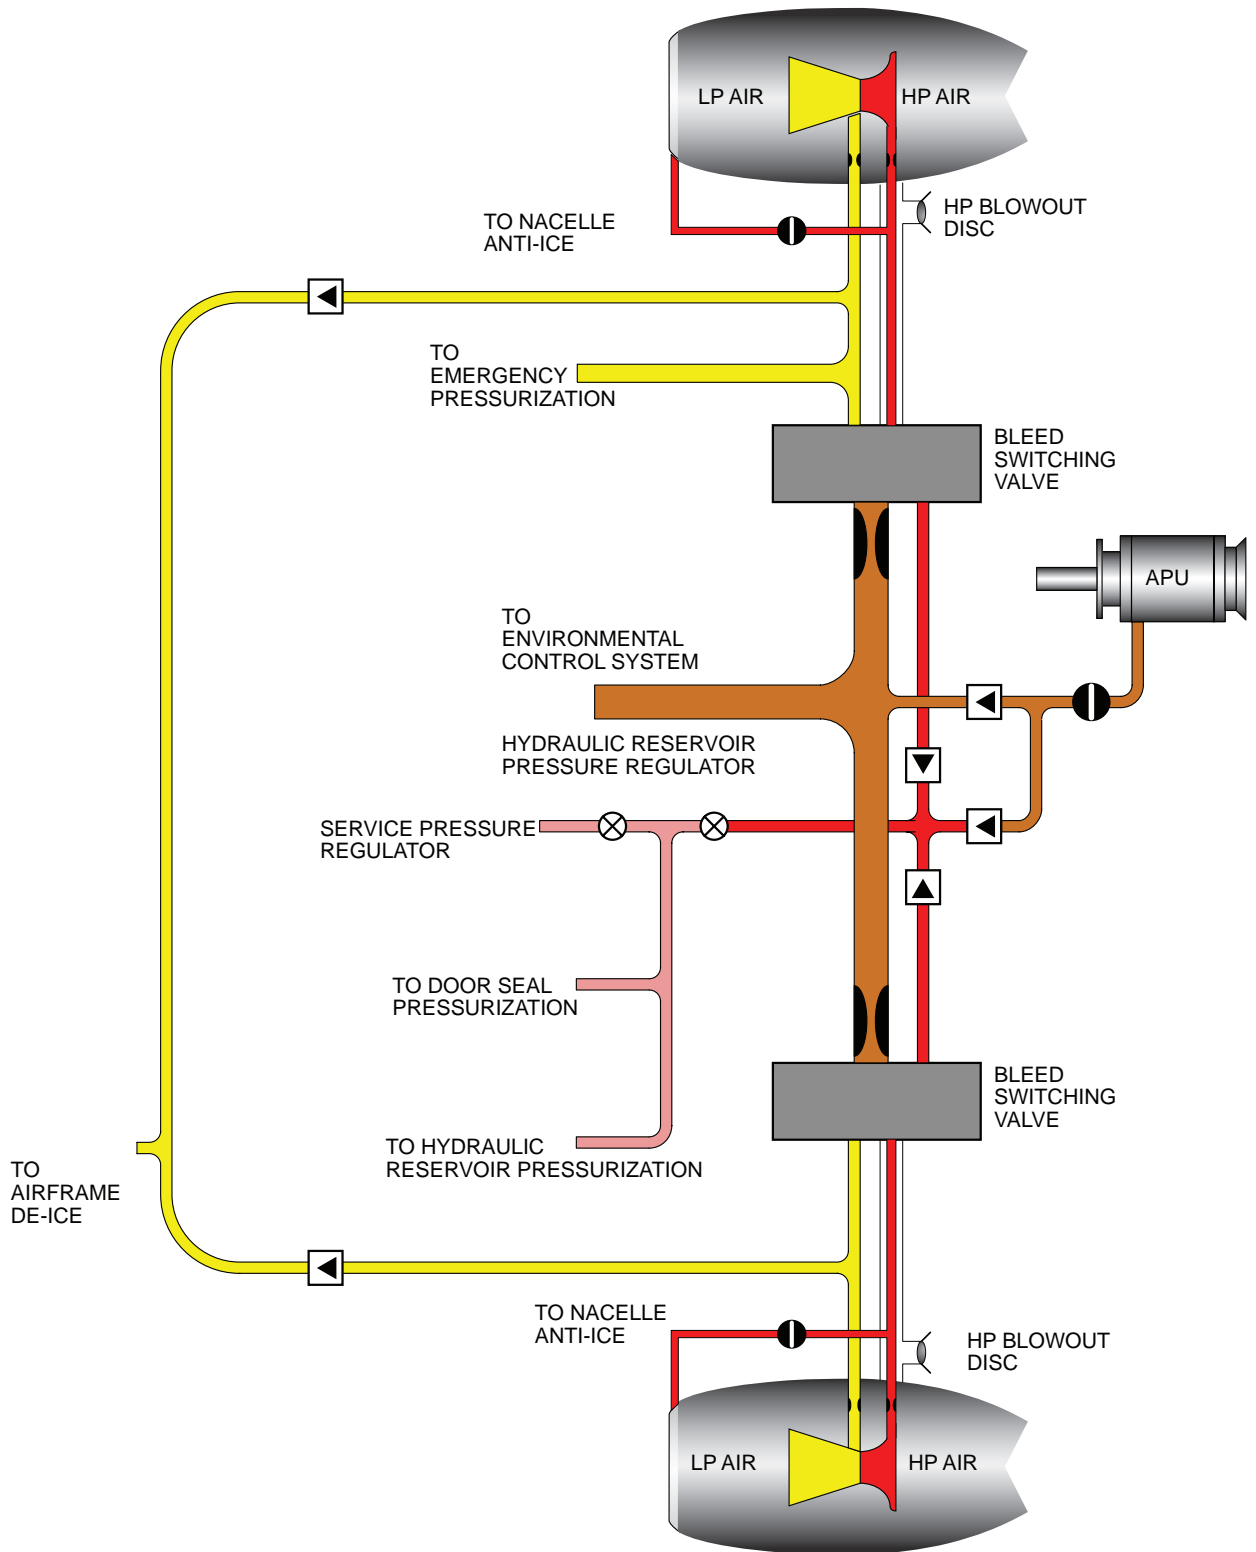 LP AIR
HP AIR
HP BLOWOUT
DISC
TO NACELLE
ANTI-ICE
TO
EMERGENCY
PRESSURIZATION
BLEED
SWITCHING
VALVE
APU
TO
ENVIRONMENTAL
CONTROL SYSTEM
HYDRAULIC RESERVOIR
PRESSURE REGULATOR
SERVICE PRESSURE
REGULATOR
TO DOOR SEAL
PRESSURIZATION
BLEED
SWITCHING
VALVE
TO HYDRAULIC
RESERVOIR PRESSURIZATION
TO
AIRFRAME
DE-ICE
TO NACELLE
ANTI-ICE
HP BLOWOUT
DISC
LP AIR
HP AIR